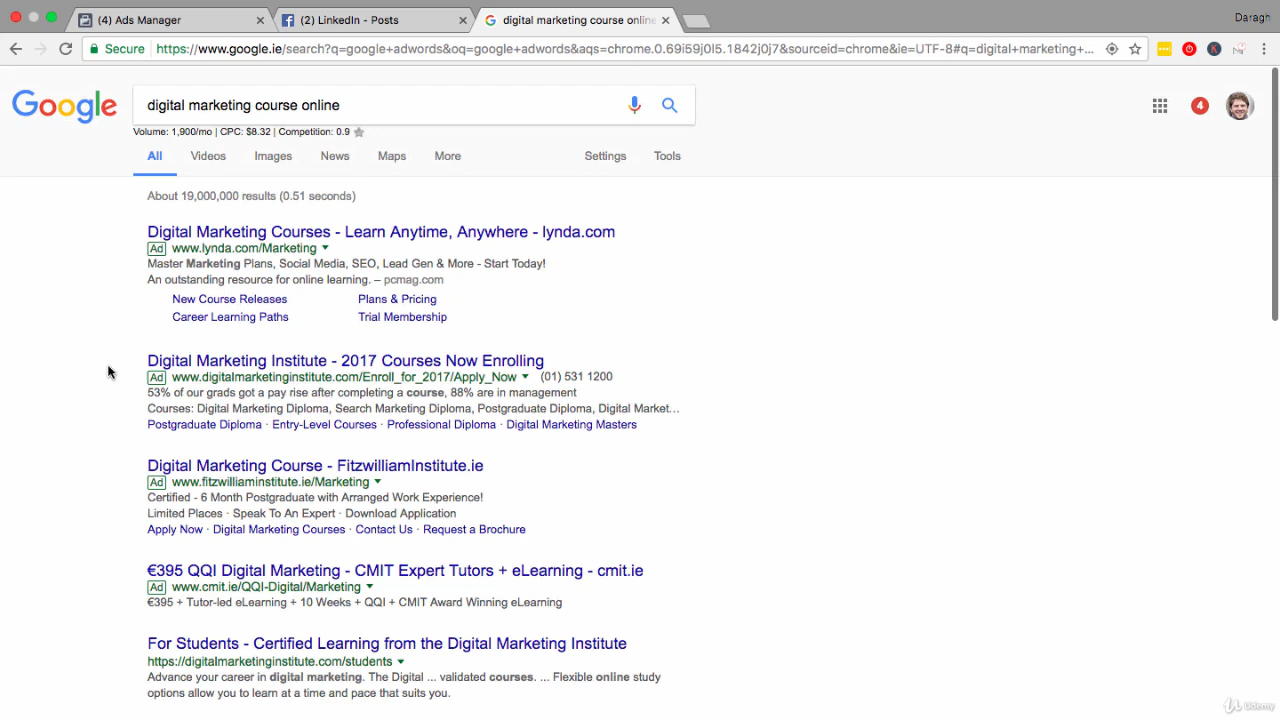 (4) Ads Manager
(2) LinkedIn - Posts
digital marketing course online
Daragh
Secure https://www.google.ie/search?q=google+adwords&oq=google+adwords&aqs=chrome.0.69i59j0l5.1842j0j7&sourceid=chrome&ie=UTF-8#q=digital+marketing+...
Google
digital marketing course online
4
Volume: 1,900/mo | CPC: $8.32 | Competition: 0.9
All Videos Images News Maps More Settings Tools
About 19,000,000 results (0.51 seconds)
Digital Marketing Courses - Learn Anytime, Anywhere - lynda.com
Ad www.lynda.com/Marketing
Master Marketing Plans, Social Media, SEO, Lead Gen & More - Start Today!
An outstanding resource for online learning. – pcmag.com
New Course Releases Plans & Pricing
Career Learning Paths Trial Membership
Digital Marketing Institute - 2017 Courses Now Enrolling
Ad www.digitalmarketinginstitute.com/Enroll_for_2017/Apply_Now (01) 531 1200
53% of our grads got a pay rise after completing a course, 88% are in management
Courses: Digital Marketing Diploma, Search Marketing Diploma, Postgraduate Diploma, Digital Market...
Postgraduate Diploma · Entry-Level Courses · Professional Diploma · Digital Marketing Masters
Digital Marketing Course - FitzwilliamInstitute.ie
Ad www.fitzwilliaminstitute.ie/Marketing
Certified - 6 Month Postgraduate with Arranged Work Experience!
Limited Places · Speak To An Expert · Download Application
Apply Now · Digital Marketing Courses · Contact Us · Request a Brochure
€395 QQI Digital Marketing - CMIT Expert Tutors + eLearning - cmit.ie
Ad www.cmit.ie/QQI-Digital/Marketing
€395 + Tutor-led eLearning + 10 Weeks + QQI + CMIT Award Winning eLearning
For Students - Certified Learning from the Digital Marketing Institute
https://digitalmarketinginstitute.com/students
Advance your career in digital marketing. The Digital ... validated courses. ... Flexible online study
options allow you to learn at a time and pace that suits you.
Udemy